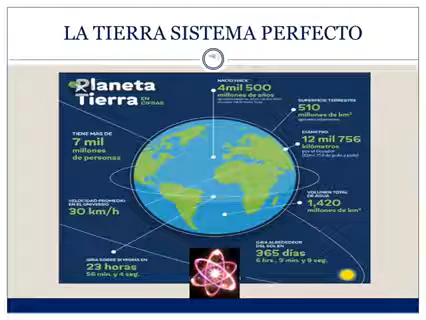 LA TIERRA SISTEMA PERFECTO
Planeta
Tierra
EN
CIFRAS
NACIÓ HACE
4mil 500
millones de años
SUPERFICIE TERRESTRE
510
millones de km²
DIÁMETRO
12 mil 756
kilómetros
por el Ecuador
TIENE MÁS DE
7 mil
millones
de personas
VELOCIDAD PROMEDIO
EN EL UNIVERSO
30 km/h
VOLUMEN TOTAL
DE AGUA
1,420
millones de km³
GIRA SOBRE SÍ MISMA EN
23 horas
56 min. y 4 seg.
GIRA ALREDEDOR
DEL SOL EN
365 días
6 hrs., 9 min. y 9 seg.